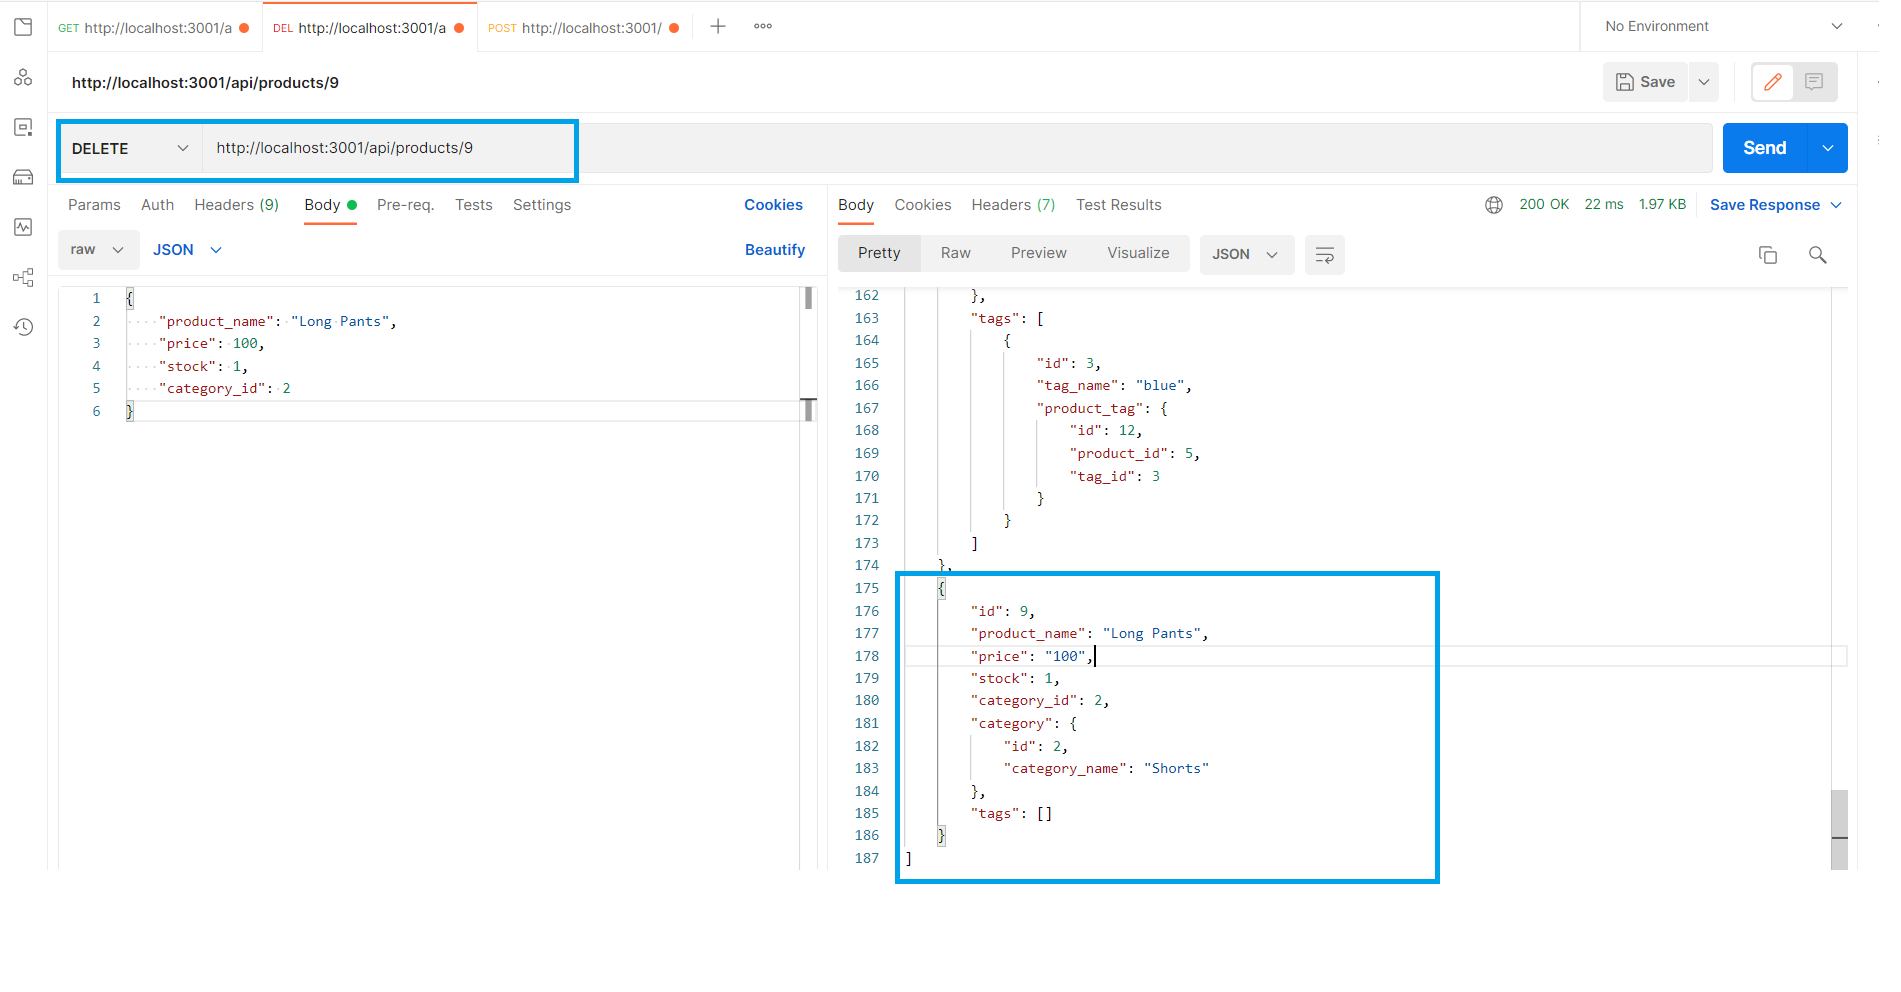 GET http://localhost:3001/a
DEL http://localhost:3001/a
POST http://localhost:3001/
No Environment
http://localhost:3001/api/products/9
Save
DELETE http://localhost:3001/api/products/9
Send
Params Auth Headers (9) Body Pre-req. Tests Settings Cookies
raw JSON Beautify
1 {
2 "product_name": "Long Pants",
3 "price": 100,
4 "stock": 1,
5 "category_id": 2
6 }
Body Cookies Headers (7) Test Results 200 OK 22 ms 1.97 KB Save Response
Pretty Raw Preview Visualize JSON
162 },
163 "tags": [
164 {
165 "id": 3,
166 "tag_name": "blue",
167 "product_tag": {
168 "id": 12,
169 "product_id": 5,
170 "tag_id": 3
171 }
172 }
173 ]
174 },
175 {
176 "id": 9,
177 "product_name": "Long Pants",
178 "price": "100",
179 "stock": 1,
180 "category_id": 2,
181 "category": {
182 "id": 2,
183 "category_name": "Shorts"
184 },
185 "tags": []
186 }
187 ]